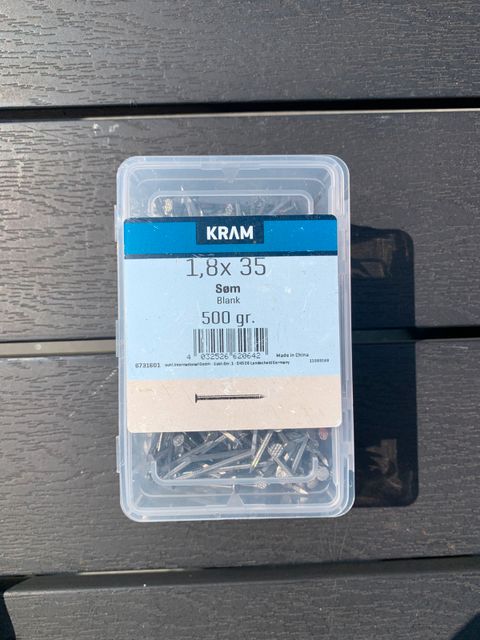 KRAM
1,8x 35
Søm
Blank
500 gr.
4 032526 620642
Made in China
6731601